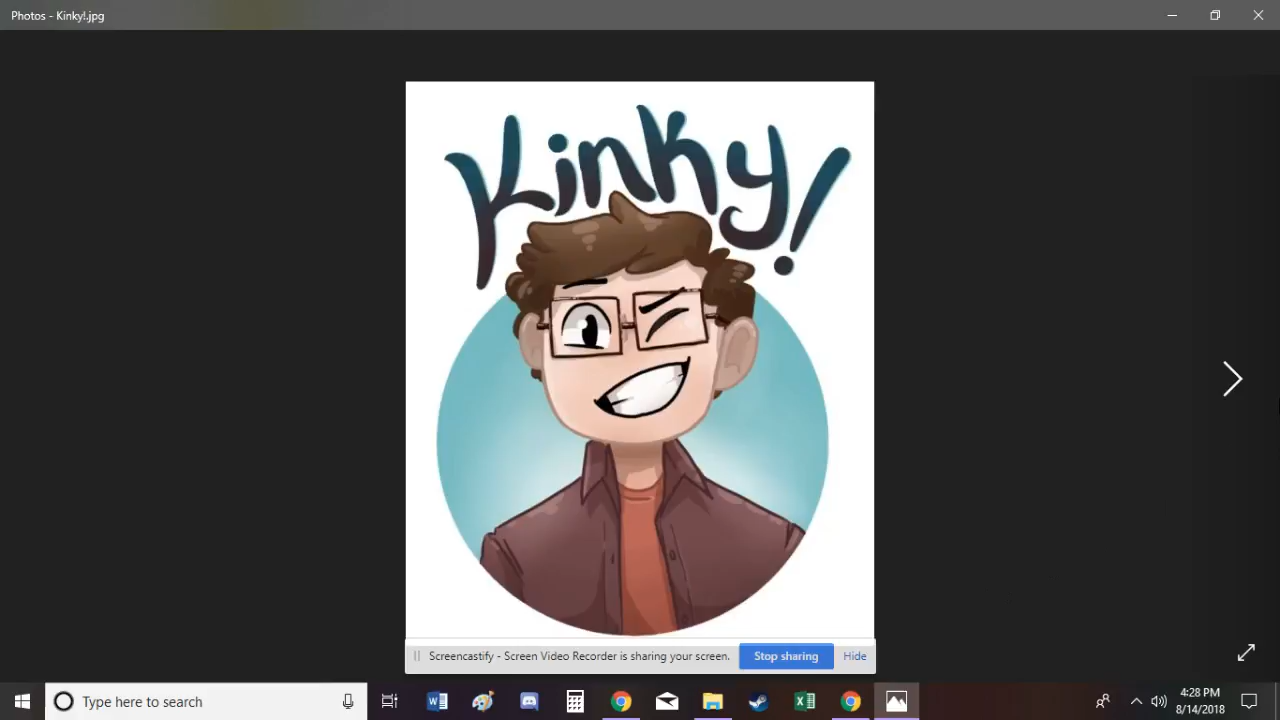 Photos - Kinky!.jpg
Kinky!
Screencastify - Screen Video Recorder is sharing your screen. Stop sharing Hide
Type here to search
4:28 PM
8/14/2018